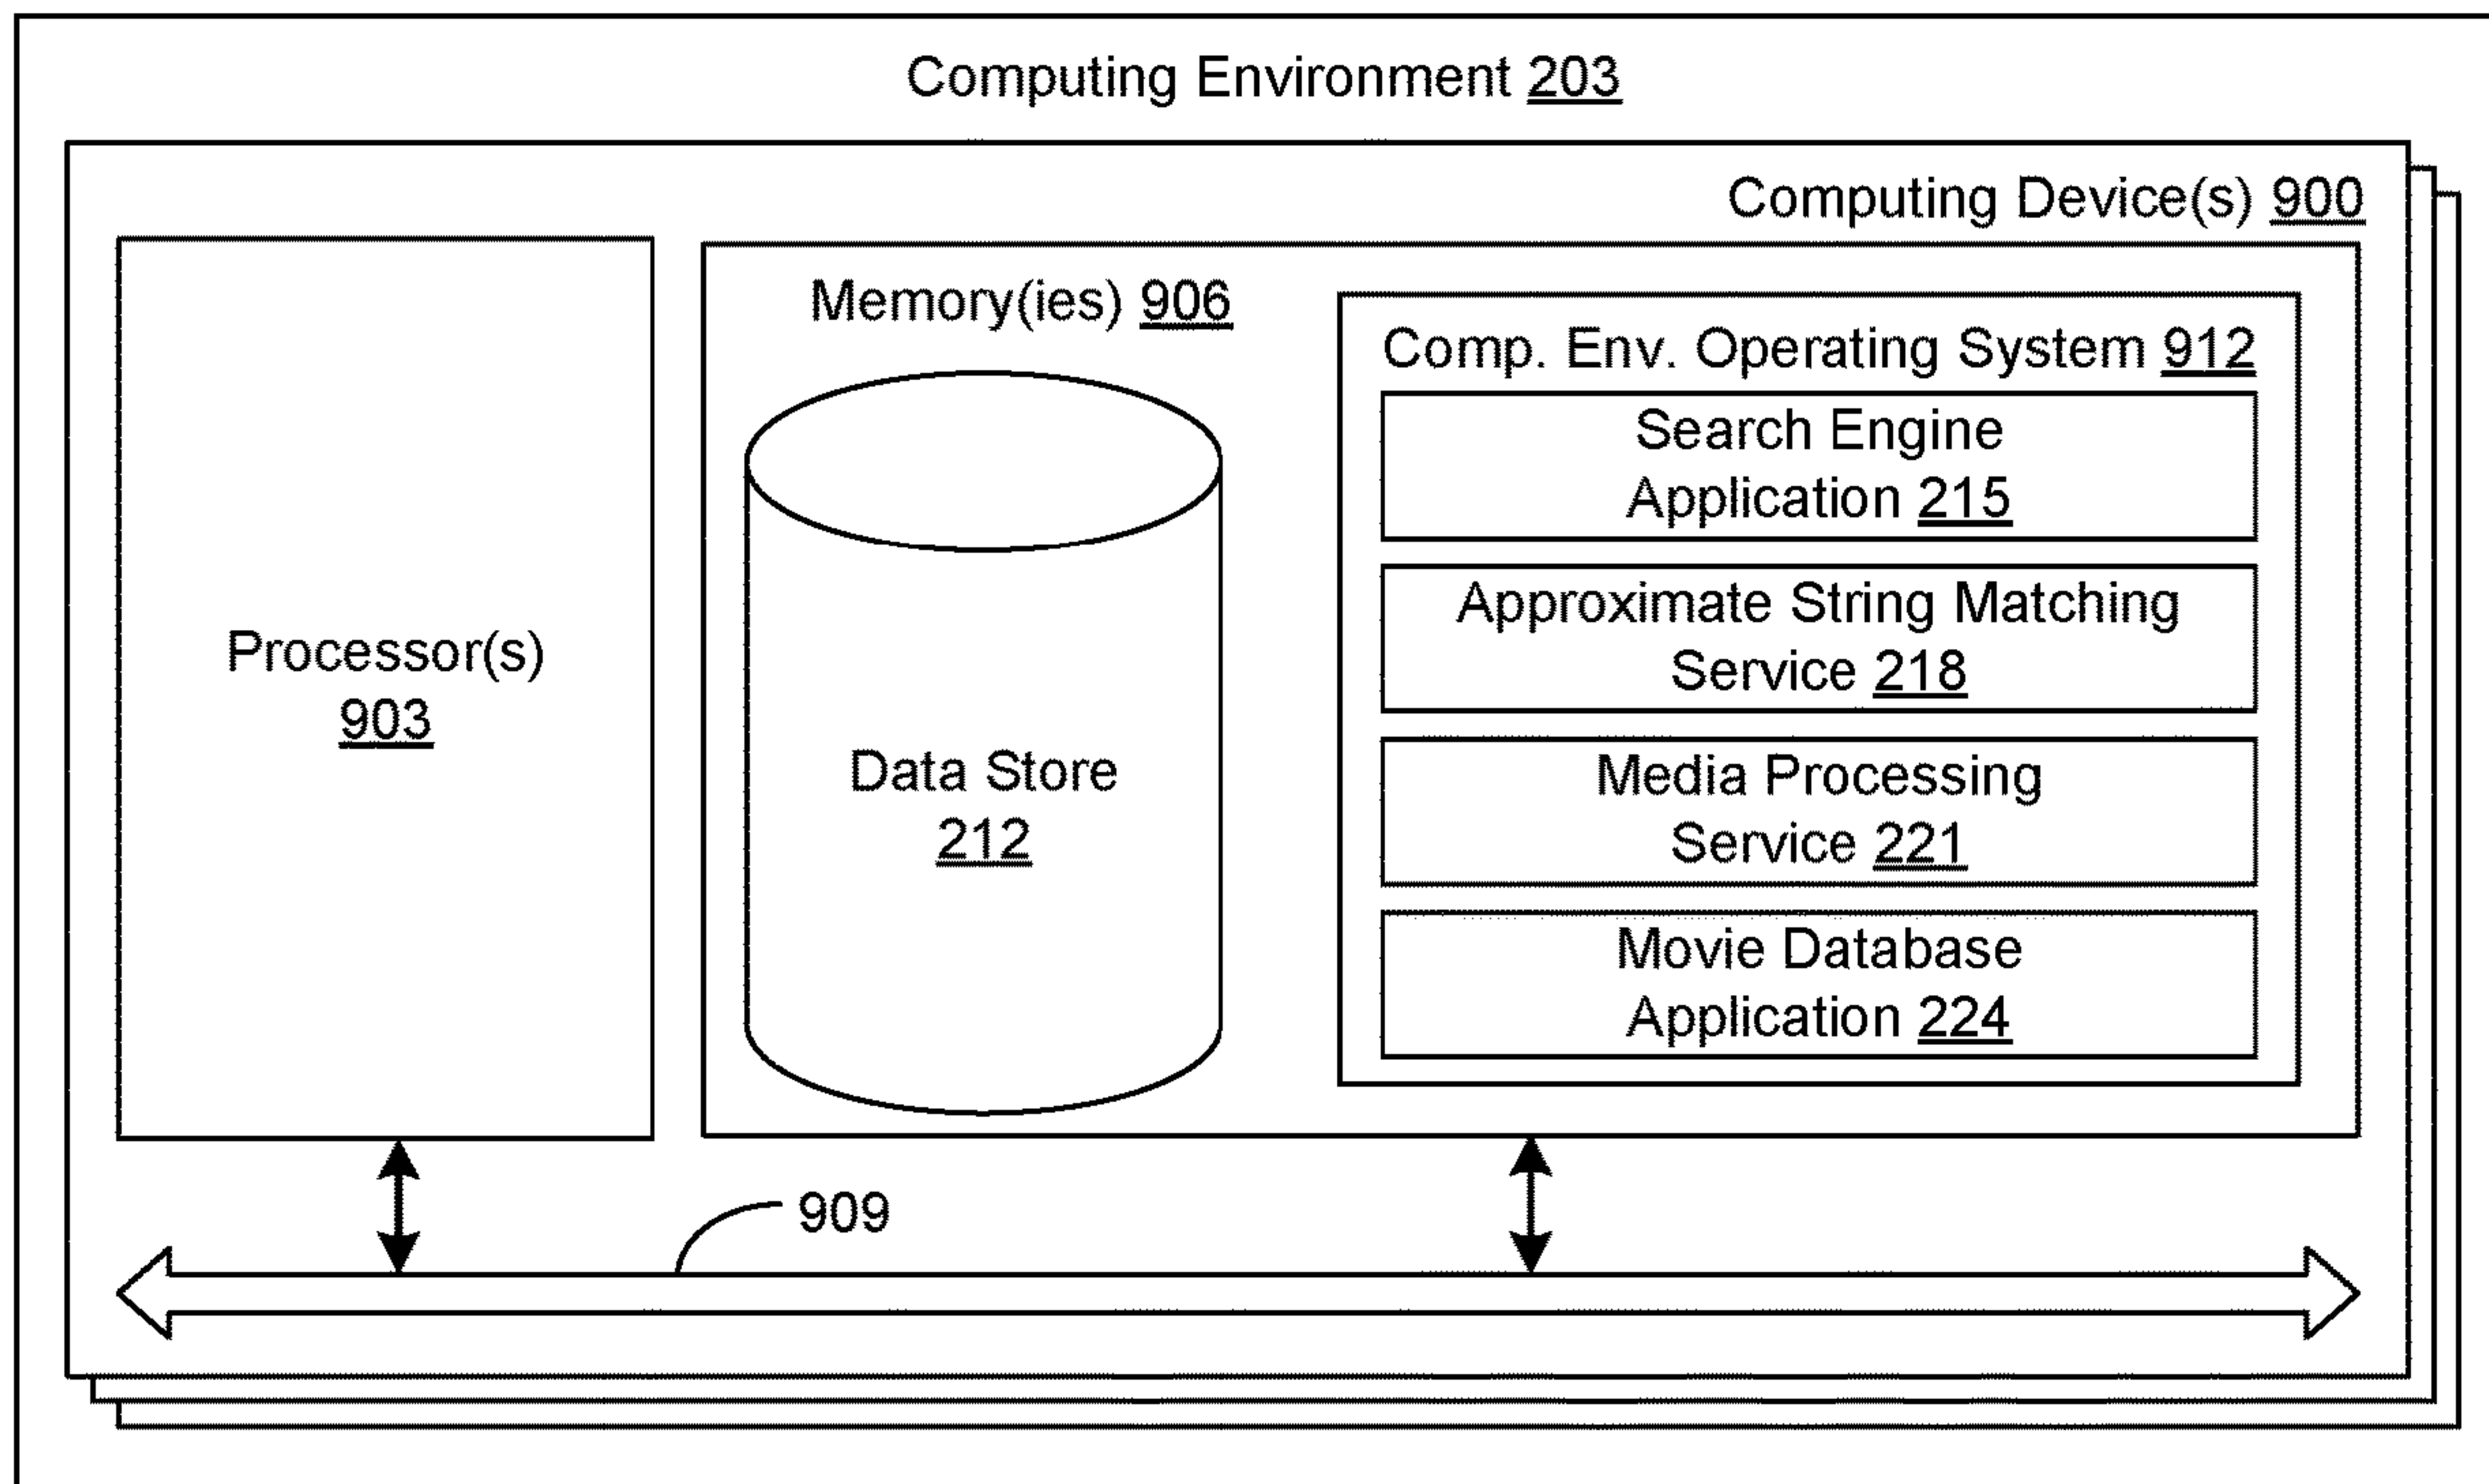 Computing Environment 203
Computing Device(s) 900
Processor(s)
903
Memory(ies) 906
Data Store
212
Comp. Env. Operating System 912
Search Engine
Application 215
Approximate String Matching
Service 218
Media Processing
Service 221
Movie Database
Application 224
909